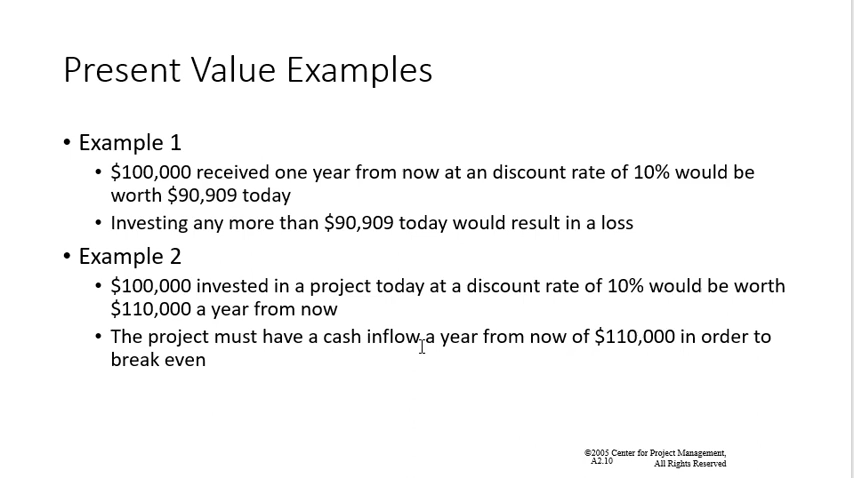 Present Value Examples
• Example 1
• $100,000 received one year from now at an discount rate of 10% would be
worth $90,909 today
• Investing any more than $90,909 today would result in a loss
• Example 2
• $100,000 invested in a project today at a discount rate of 10% would be worth
$110,000 a year from now
• The project must have a cash inflow a year from now of $110,000 in order to
break even
©2005 Center for Project Management,
A2.10 All Rights Reserved